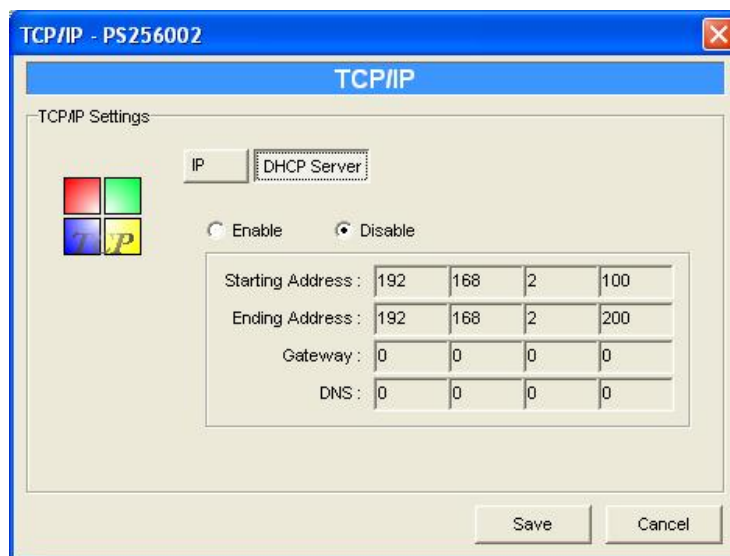 TCP/IP - PS256002
TCP/IP
TCP/IP Settings
IP DHCP Server
TCP
Enable Disable
Starting Address : 192 168 2 100
Ending Address : 192 168 2 200
Gateway : 0 0 0 0
DNS : 0 0 0 0
Save Cancel